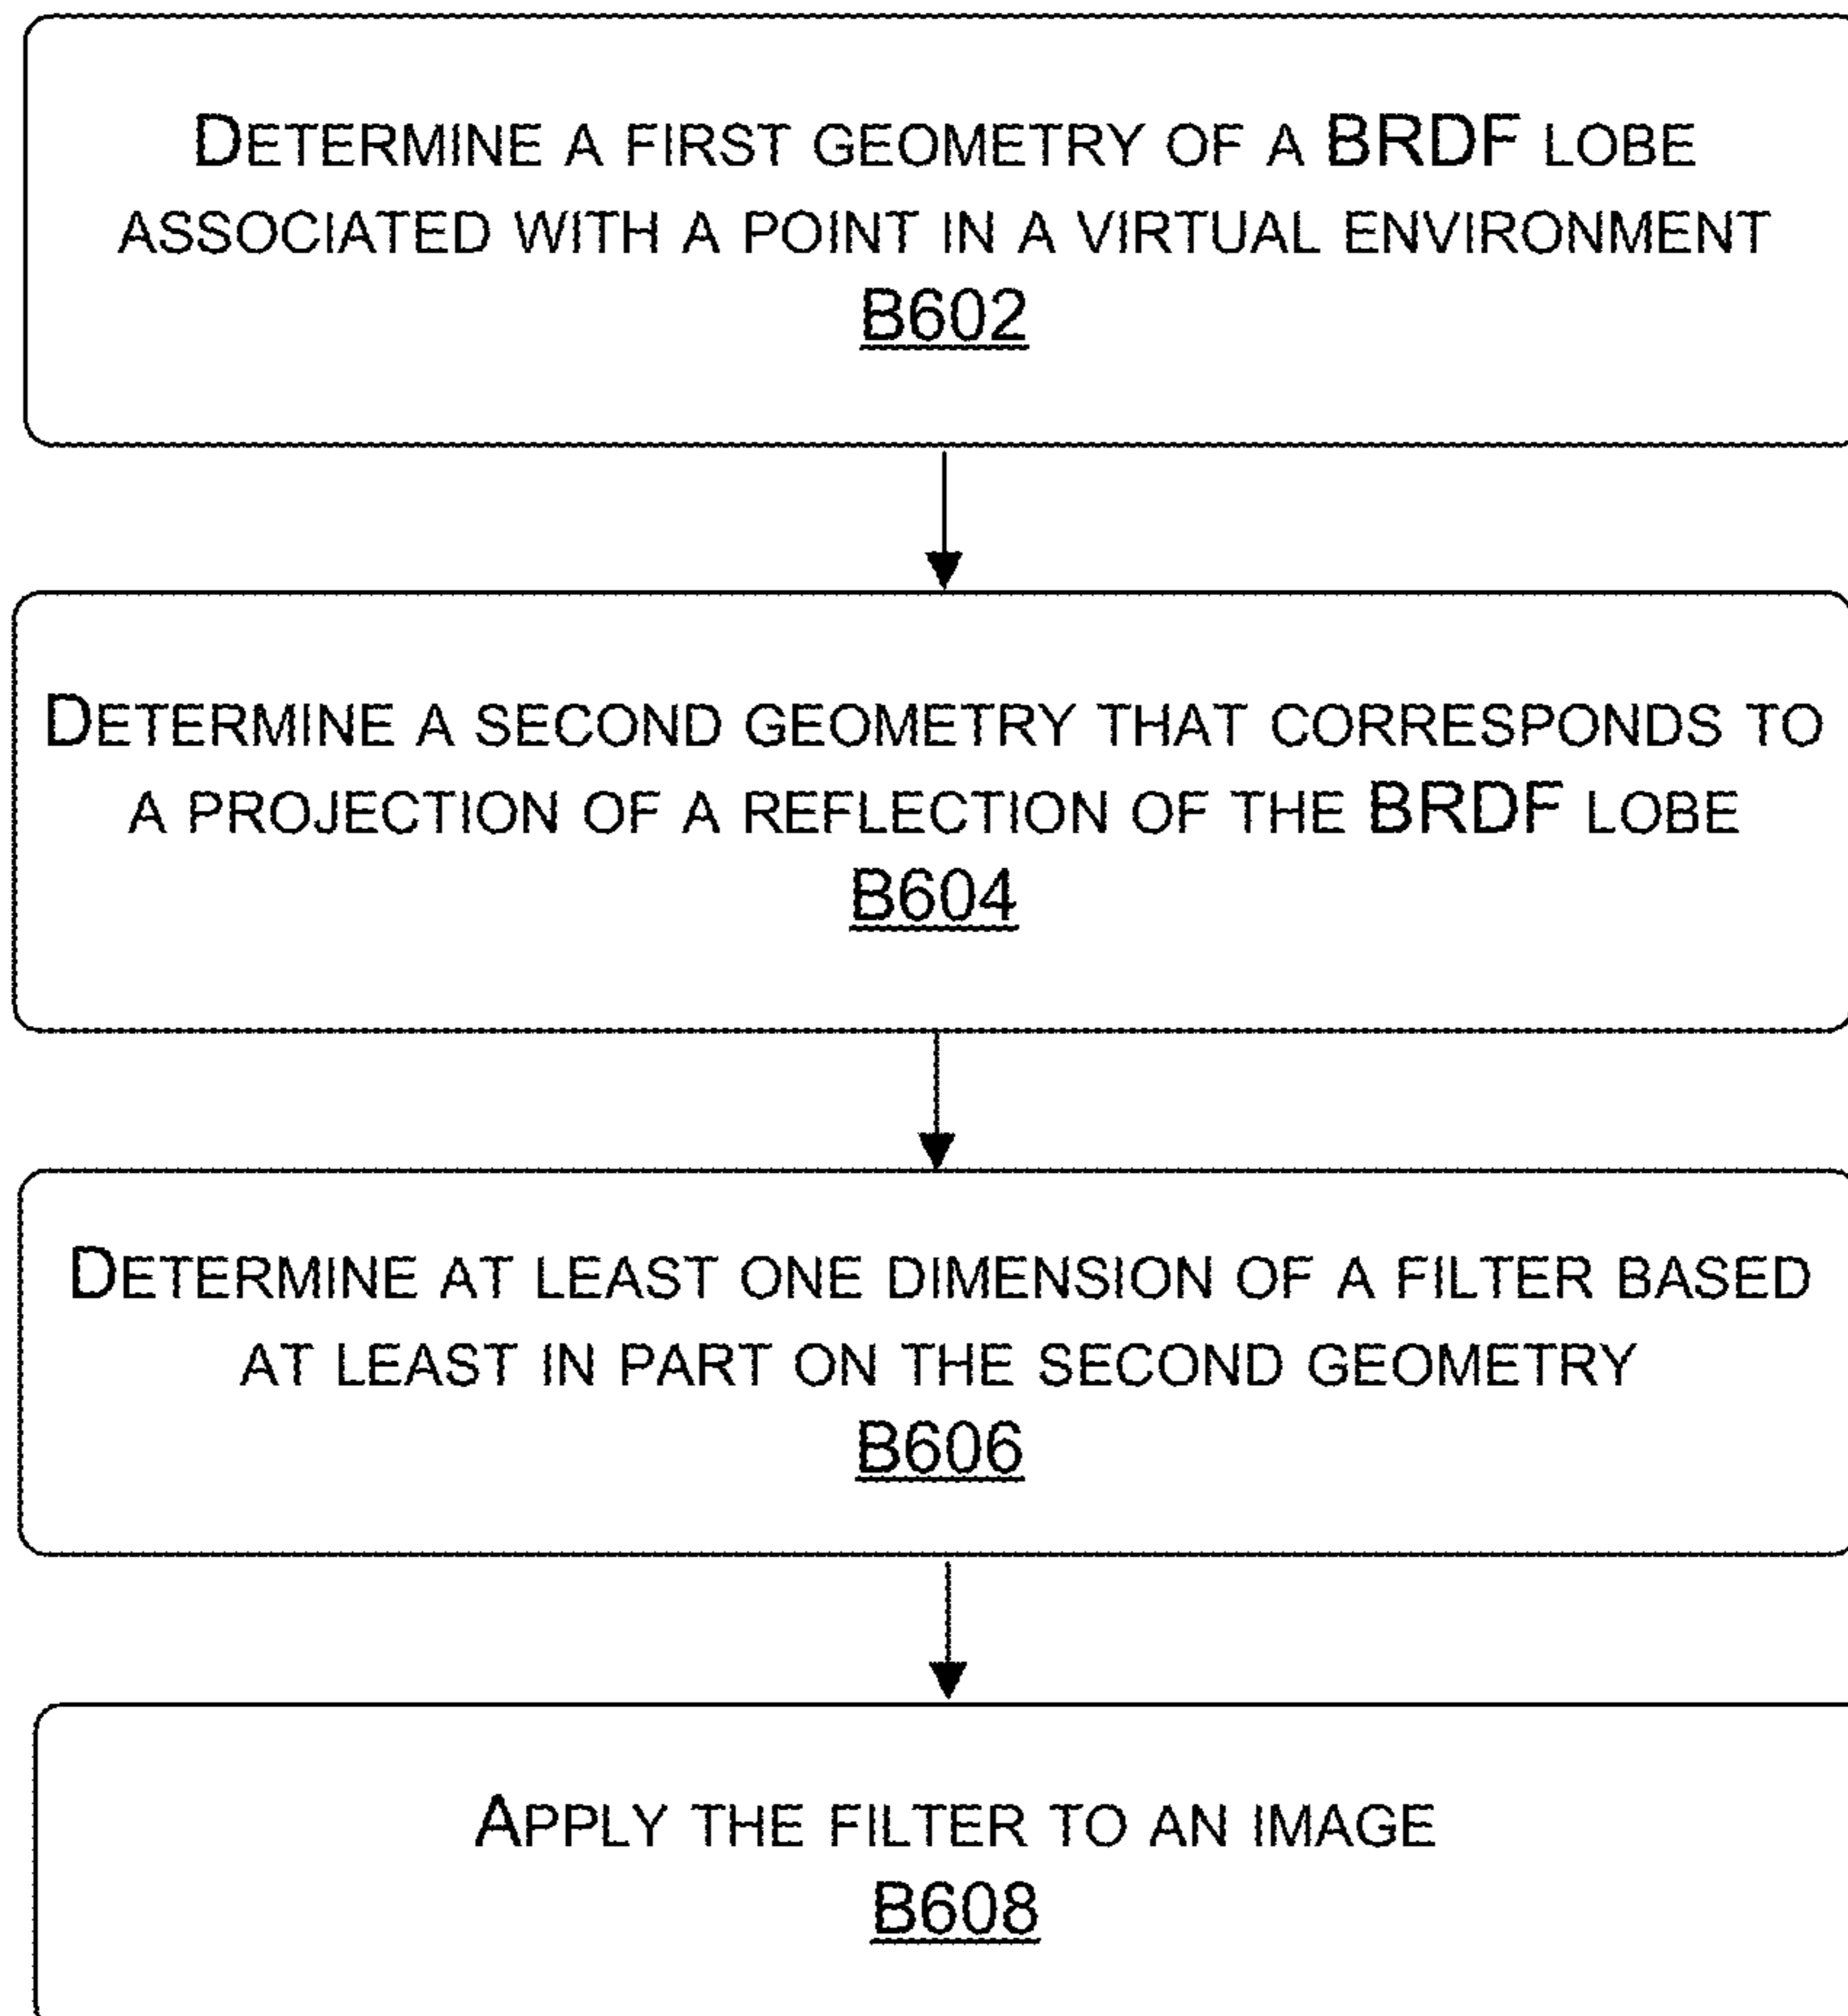 DETERMINE A FIRST GEOMETRY OF A BRDF LOBE
ASSOCIATED WITH A POINT IN A VIRTUAL ENVIRONMENT
B602
DETERMINE A SECOND GEOMETRY THAT CORRESPONDS TO
A PROJECTION OF A REFLECTION OF THE BRDF LOBE
B604
DETERMINE AT LEAST ONE DIMENSION OF A FILTER BASED
AT LEAST IN PART ON THE SECOND GEOMETRY
B606
APPLY THE FILTER TO AN IMAGE
B608